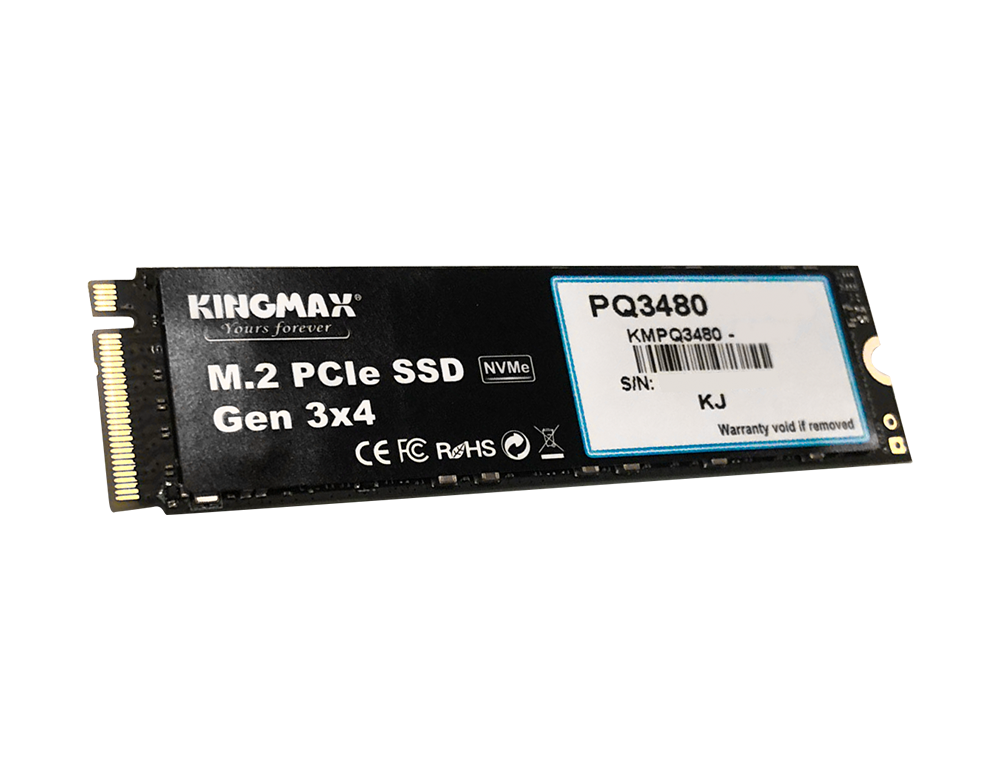 KINGMAX®
Yours forever
M.2 PCIe SSD NVMe
Gen 3x4
CE FC RoHS
PQ3480
KMPQ3480 -
S/N:
KJ
Warranty void if removed